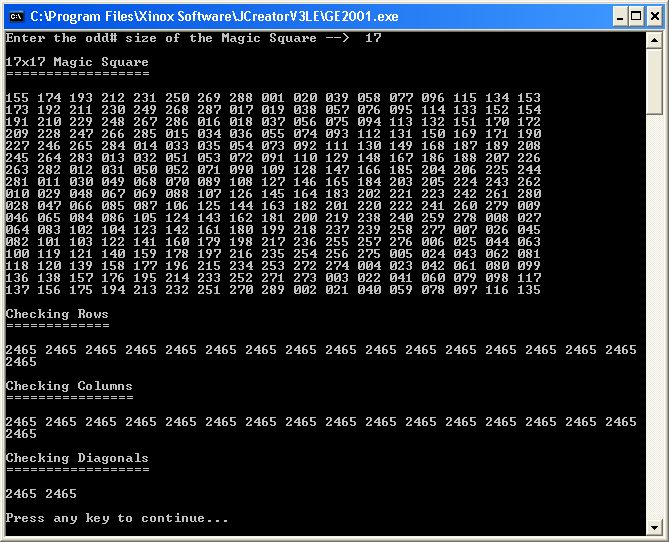 C:\Program Files\Xinox Software\JCreatorV3LE\GE2001.exe
Enter the odd# size of the Magic Square -->  17
17x17 Magic Square
==================
155 174 193 212 231 250 269 288 001 020 039 058 077 096 115 134 153
173 192 211 230 249 268 287 017 019 038 057 076 095 114 133 152 154
191 210 229 248 267 286 016 018 037 056 075 094 113 132 151 170 172
209 228 247 266 285 015 034 036 055 074 093 112 131 150 169 171 190
227 246 265 284 014 033 035 054 073 092 111 130 149 168 187 189 208
245 264 283 013 032 051 053 072 091 110 129 148 167 186 188 207 226
263 282 012 031 050 052 071 090 109 128 147 166 185 204 206 225 244
281 011 030 049 068 070 089 108 127 146 165 184 203 205 224 243 262
010 029 048 067 069 088 107 126 145 164 183 202 221 223 242 261 280
028 047 066 085 087 106 125 144 163 182 201 220 222 241 260 279 009
046 065 084 086 105 124 143 162 181 200 219 238 240 259 278 008 027
064 083 102 104 123 142 161 180 199 218 237 239 258 277 007 026 045
082 101 103 122 141 160 179 198 217 236 255 257 276 006 025 044 063
100 119 121 140 159 178 197 216 235 254 256 275 005 024 043 062 081
118 120 139 158 177 196 215 234 253 272 274 004 023 042 061 080 099
136 138 157 176 195 214 233 252 271 273 003 022 041 060 079 098 117
137 156 175 194 213 232 251 270 289 002 021 040 059 078 097 116 135
Checking Rows
=============
2465 2465 2465 2465 2465 2465 2465 2465 2465 2465 2465 2465 2465 2465 2465 2465
2465
Checking Columns
================
2465 2465 2465 2465 2465 2465 2465 2465 2465 2465 2465 2465 2465 2465 2465 2465
2465
Checking Diagonals
==================
2465 2465
Press any key to continue...